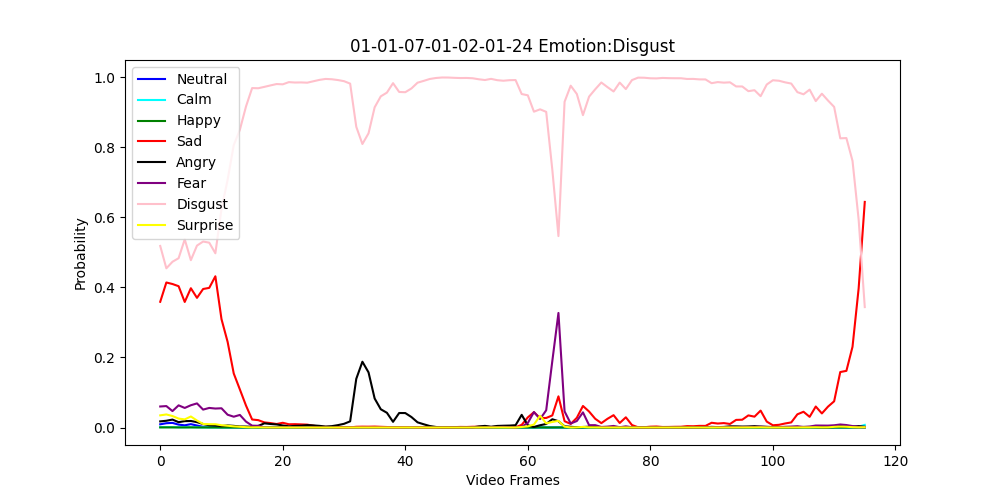 01-01-07-01-02-01-24 Emotion:Disgust
Probability
1.0
0.8
0.6
0.4
0.2
0.0
Neutral
Calm
Happy
Sad
Angry
Fear
Disgust
Surprise
0 20 40 60 80 100 120
Video Frames